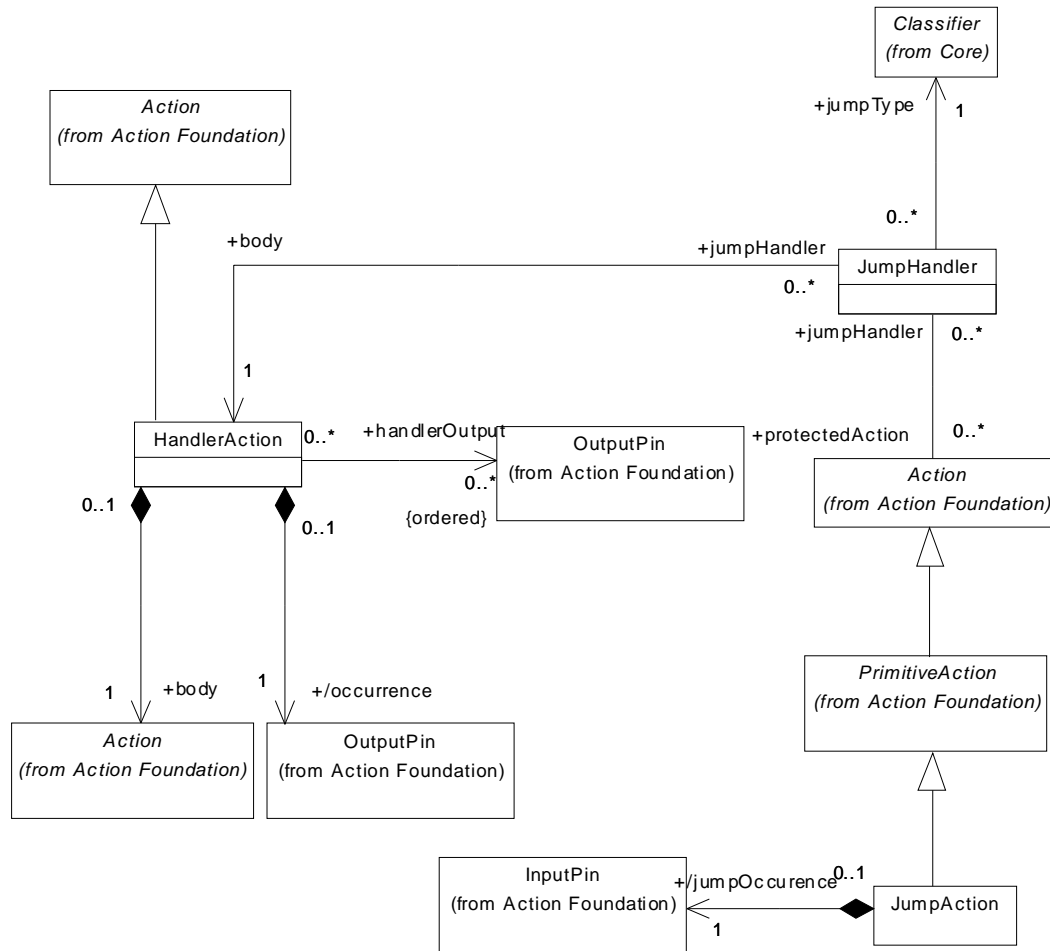 Classifier
(from Core)
+jumpType
1
Action
(from Action Foundation)
0..*
+body
+jumpHandler
JumpHandler
0..*
+jumpHandler
0..*
1
HandlerAction
0..*
+handlerOutput
OutputPin
(from Action Foundation)
0..*
{ordered}
+protectedAction
0..*
Action
(from Action Foundation)
0..1
0..1
PrimitiveAction
(from Action Foundation)
1
+body
1
+/occurrence
Action
(from Action Foundation)
OutputPin
(from Action Foundation)
InputPin
(from Action Foundation)
+/jumpOccurence
0..1
1
JumpAction